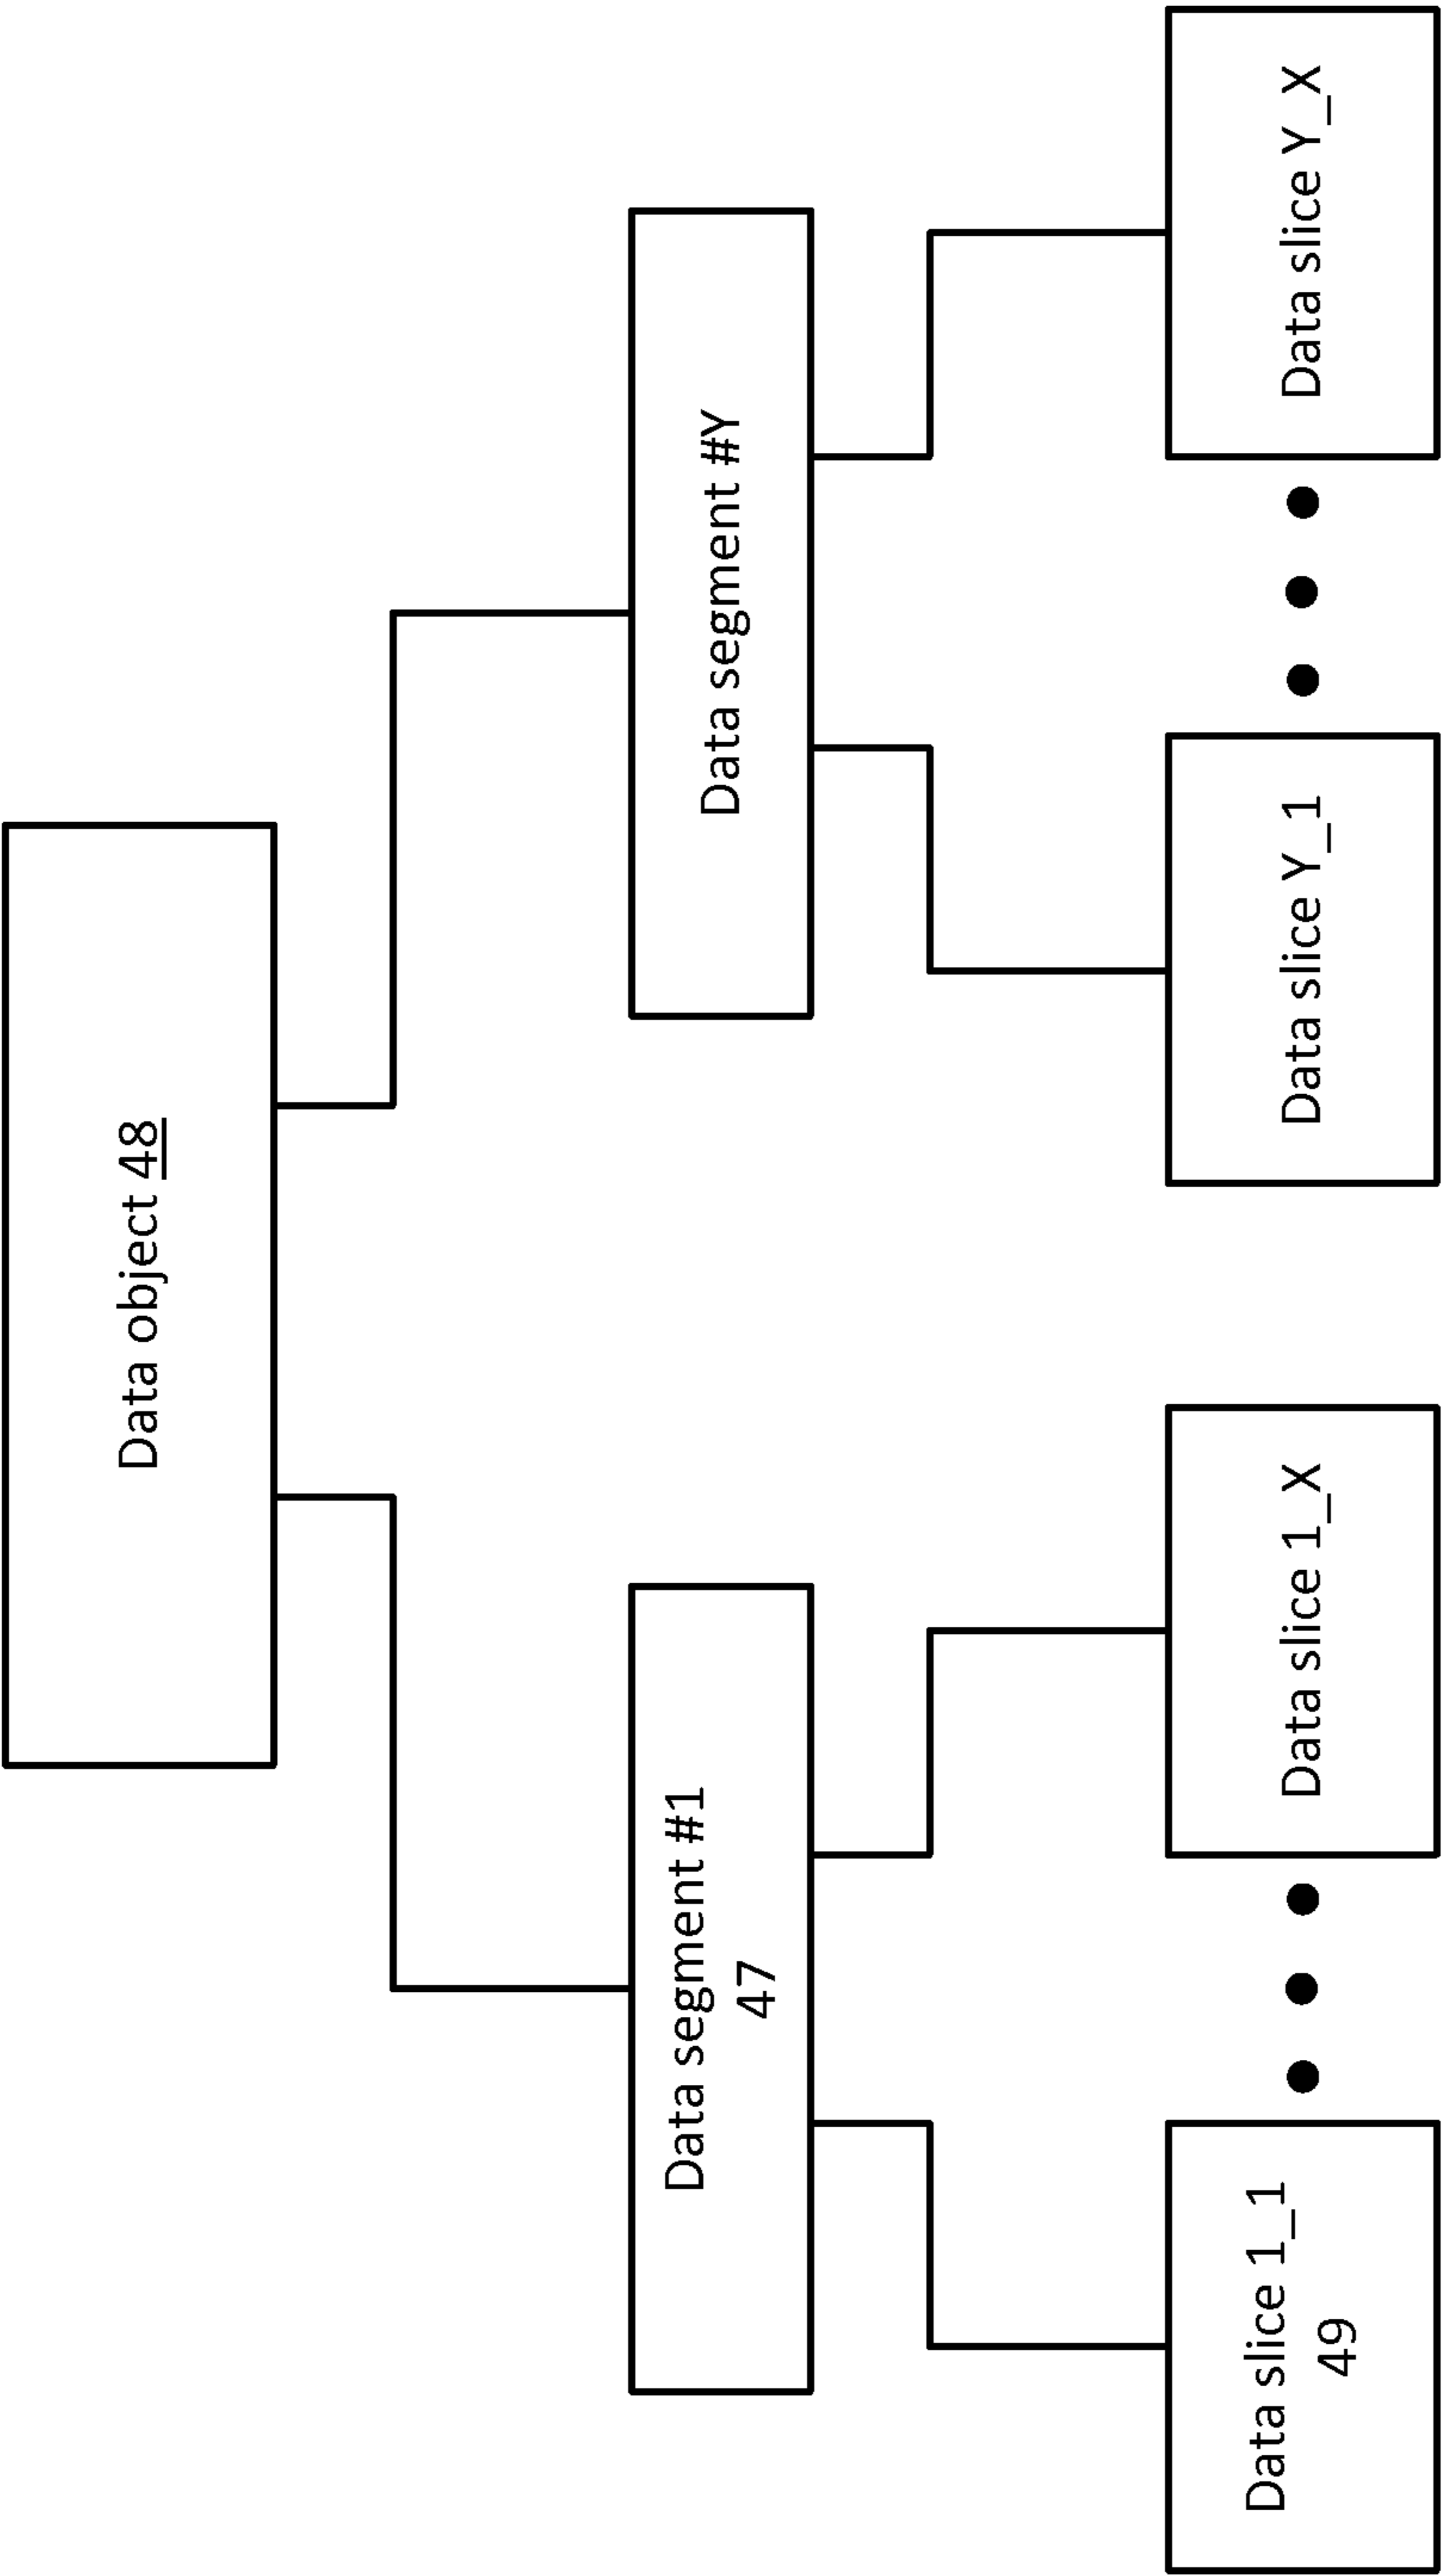 Data object 48
Data segment #1
47
Data segment #Y
Data slice 1_1
49
Data slice 1_X
Data slice Y_1
Data slice Y_X